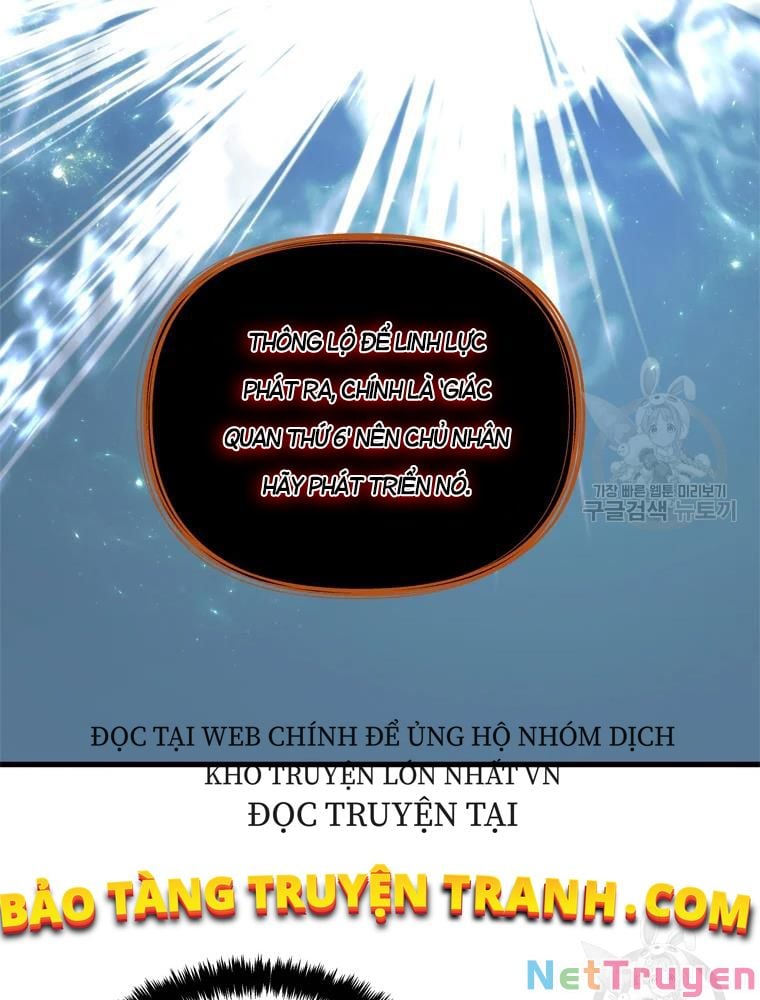 THÔNG LỘ ĐỂ LINH LỰC
PHÁT RA, CHÍNH LÀ 'GIÁC
QUAN THỨ 6' NÊN CHỦ NHÂN
HÃY PHÁT TRIỂN NÓ.
가장 빠른 웹툰 미리보기
구글검색 뉴토끼
ĐỌC TẠI WEB CHÍNH ĐỂ ỦNG HỘ NHÓM DỊCH
KHO TRUYỆN LỚN NHẤT VN
ĐỌC TRUYỆN TẠI
BẢO TÀNG TRUYỆN TRANH.COM
NetTruyen